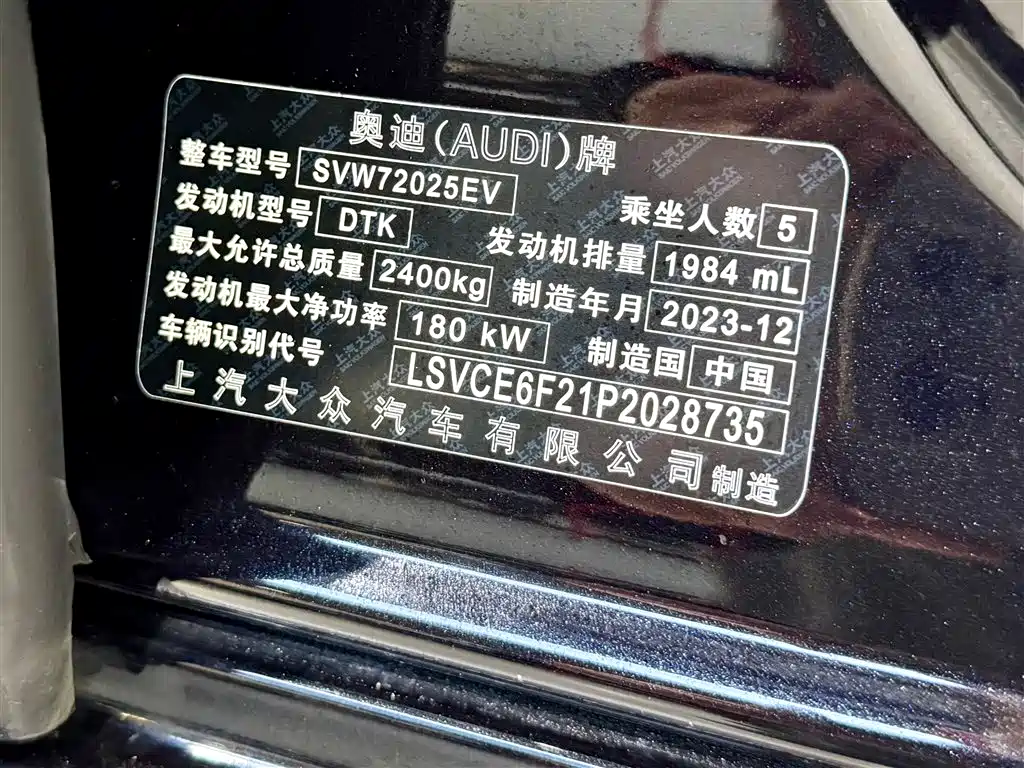 奥迪(AUDI)牌
整车型号 SVW72025EV 乘坐人数 5
发动机型号 DTK 发动机排量 1984 mL
最大允许总质量 2400kg 制造年月 2023-12
发动机最大净功率 180 kW 制造国 中国
车辆识别代号 LSVCE6F21P2028735
上汽大众汽车有限公司制造